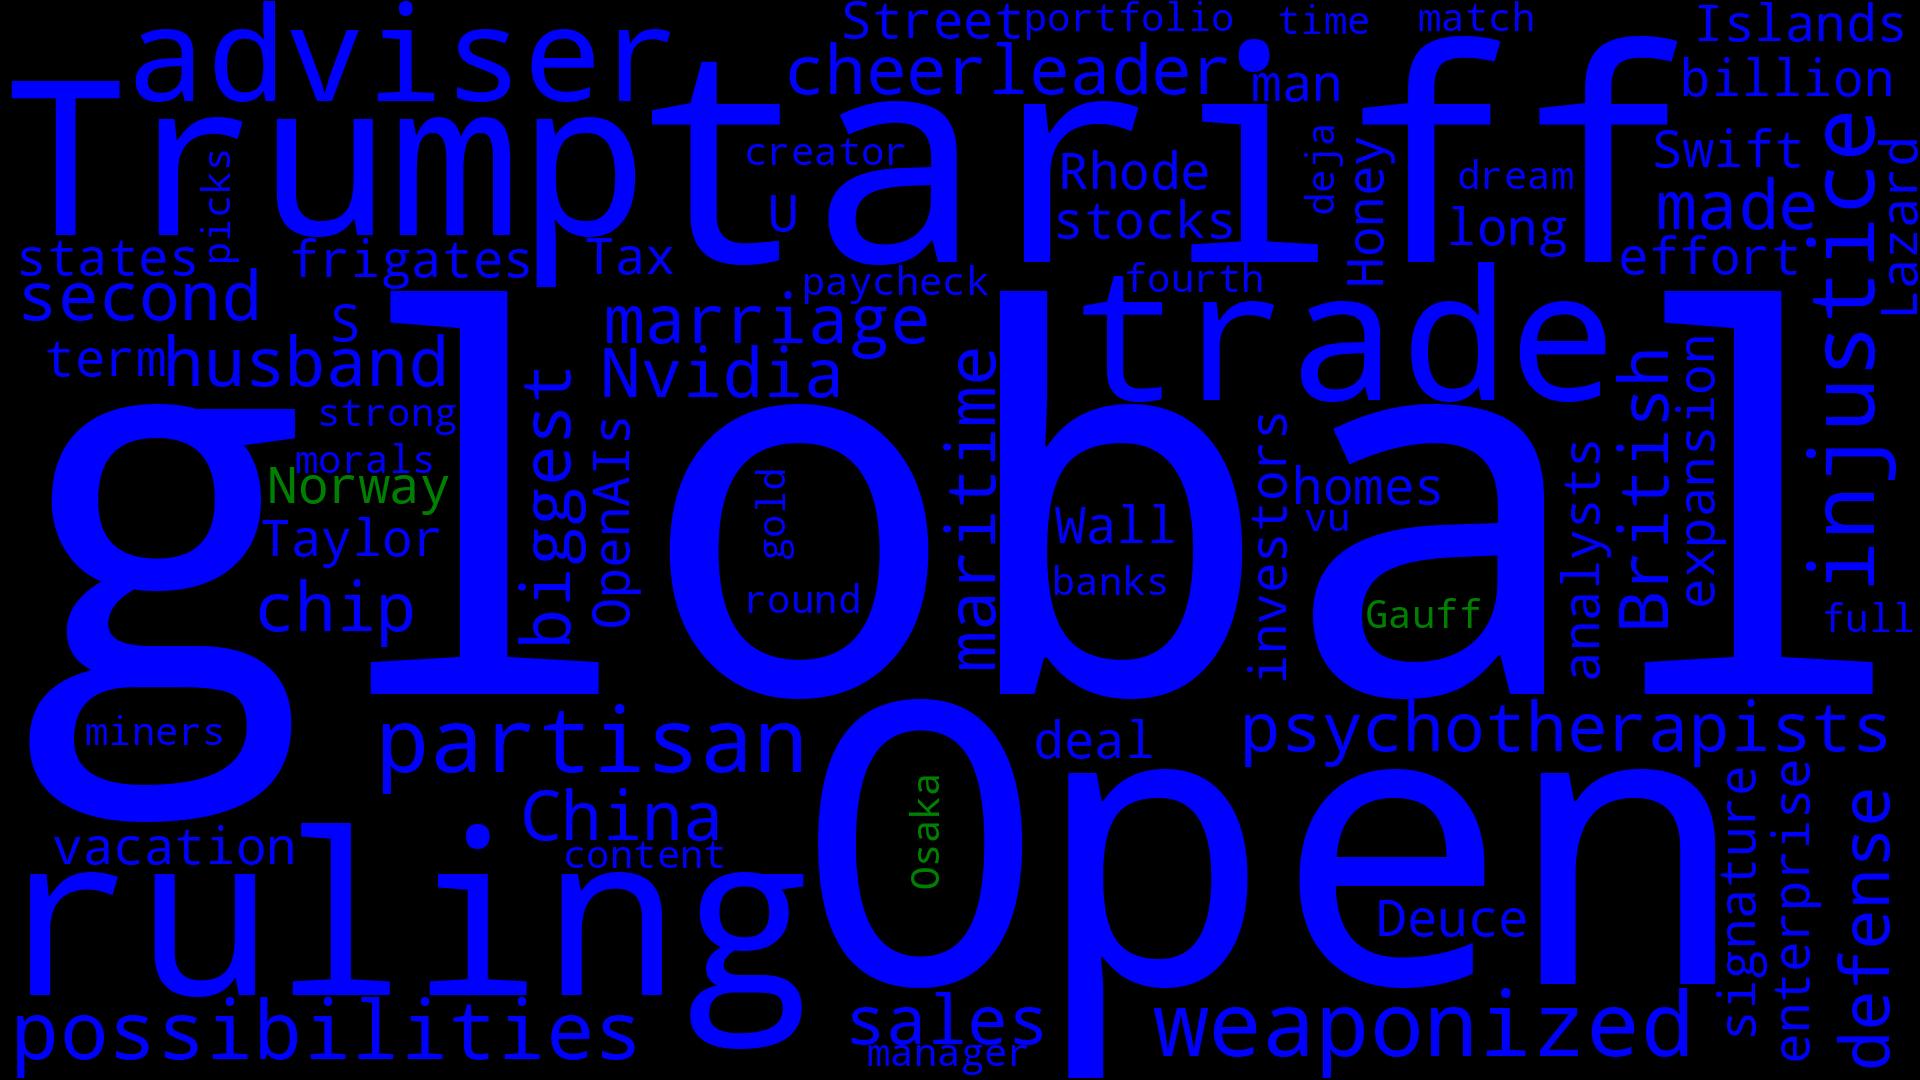 adviser
Street
portfolio
time
match
Islands
cheerleader
man
billion
Trump
tariff
picks
creator
U
Rhode
stocks
deja
Honey
dream
long
Swift
made
effort
injustice
Lazard
states
frigates
Tax
second
S
paycheck
fourth
marriage
trade
term
husband
Nvidia
global
strong
morals
Norway
Taylor
chip
biggest
OpenAIs
gold
round
maritime
Wall
banks
investors
homes
vu
Gauff
analysts
British
expansion
full
miners
partisan
deal
psychotherapists
China
content
vacation
ruling
Open
Osaka
Deuce
signature
enterprise
defense
possibilities
sales
manager
weaponized